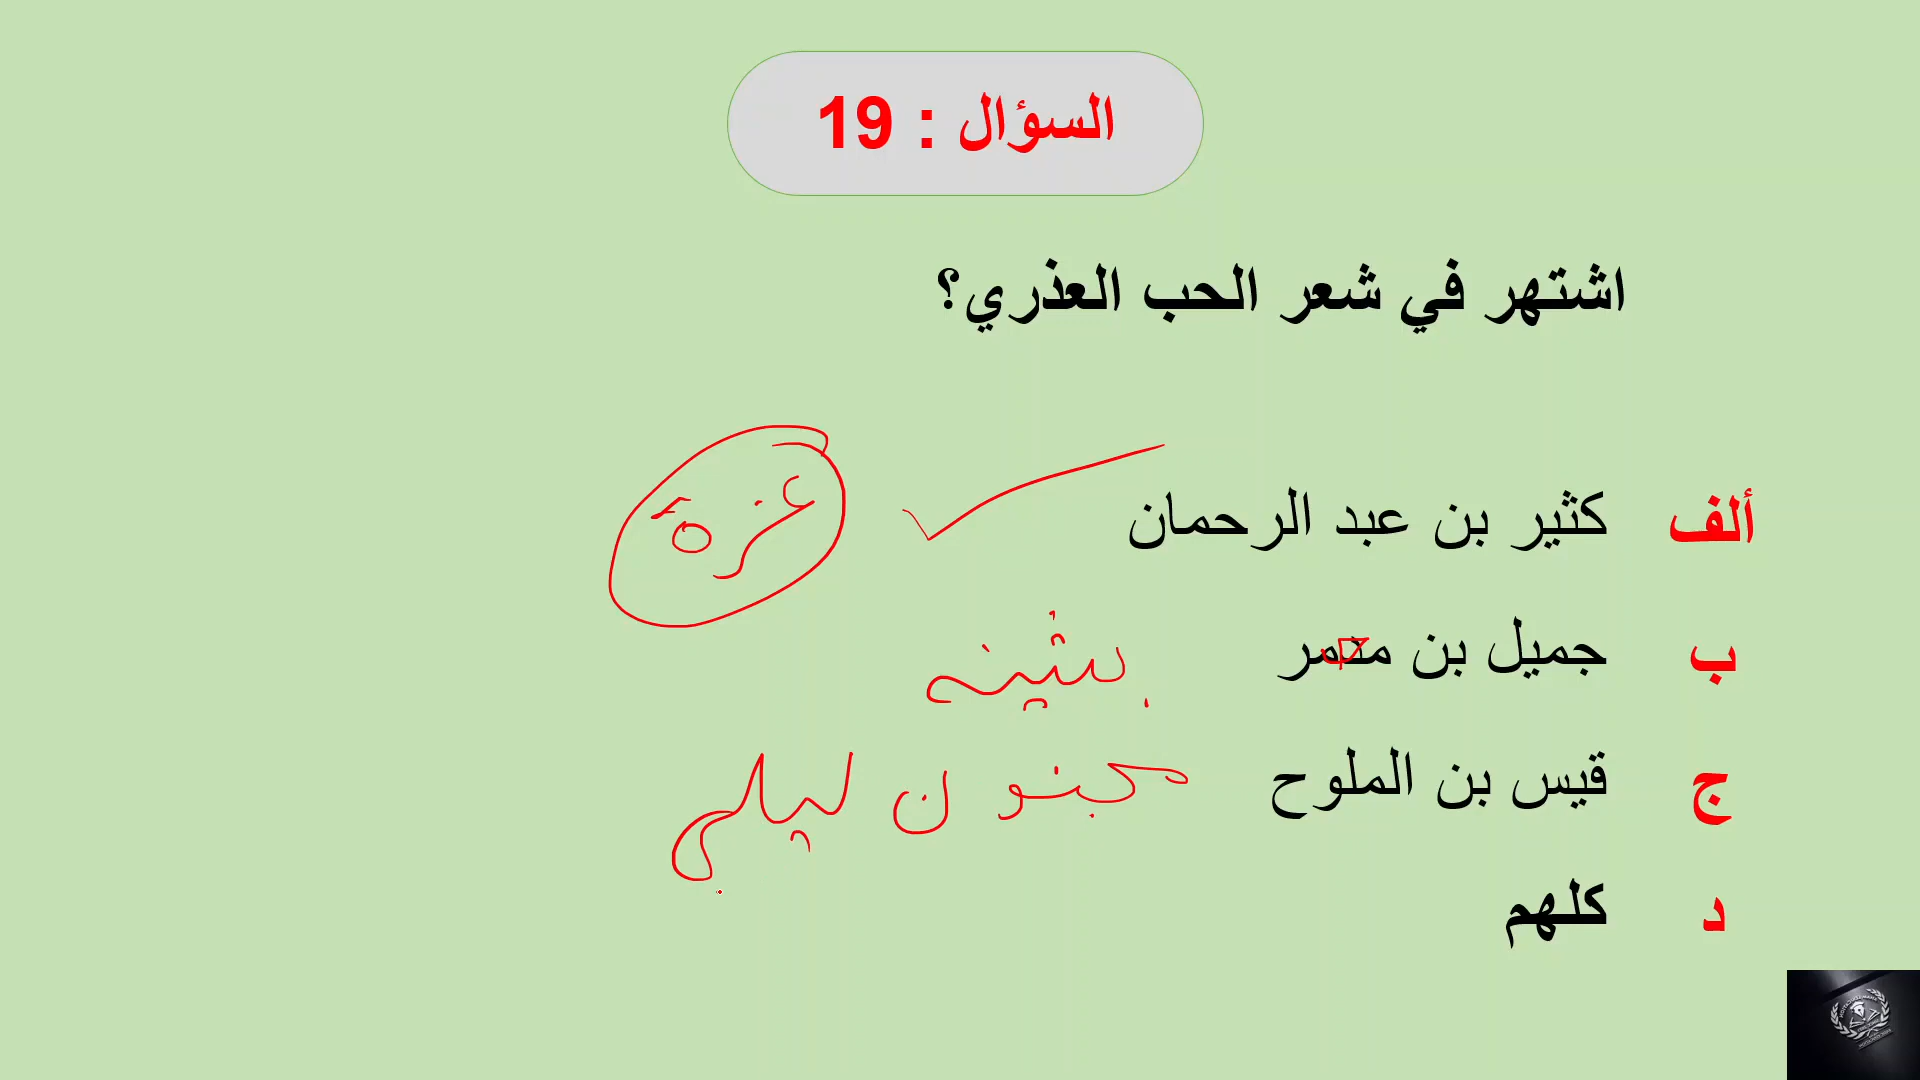 السؤال : 19
اشتهر في شعر الحب العذري؟
ألف كثير بن عبد الرحمان عزة
ب جميل بن معمر بثينه
ج قيس بن الملوح مجنون ليلى
د كلهم